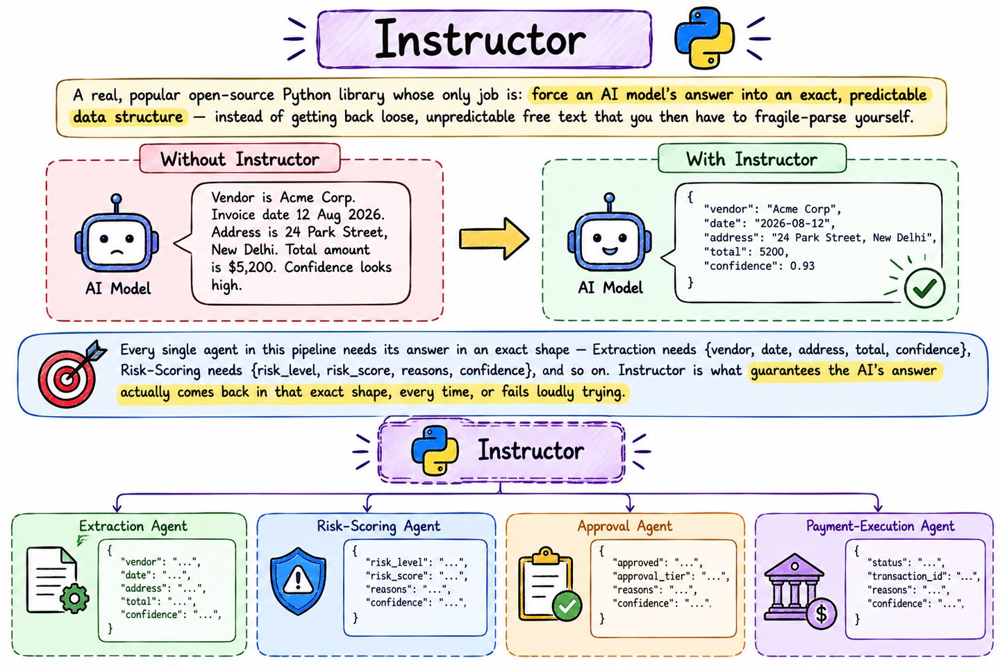 Instructor
A real, popular open-source Python library whose only job is: force an AI model's answer into an exact, predictable
data structure — instead of getting back loose, unpredictable free text that you then have to fragile-parse yourself.
Without Instructor
Vendor is Acme Corp.
Invoice date 12 Aug 2026.
Address is 24 Park Street,
New Delhi. Total amount
is $5,200. Confidence looks
high.
AI Model
With Instructor
{
"vendor": "Acme Corp",
"date": "2026-08-12",
"address": "24 Park Street, New Delhi",
"total": 5200,
"confidence": 0.93
}
AI Model
Every single agent in this pipeline needs its answer in an exact shape — Extraction needs {vendor, date, address, total, confidence},
Risk-Scoring needs {risk_level, risk_score, reasons, confidence}, and so on. Instructor is what guarantees the AI's answer
actually comes back in that exact shape, every time, or fails loudly trying.
Instructor
Extraction Agent
{
"vendor": "...",
"date": "...",
"address": "...",
"total": "...",
"confidence": "...",
}
Risk-Scoring Agent
{
"risk_level": "...",
"risk_score": "...",
"reasons": "...",
"confidence": "...",
}
Approval Agent
{
"approved": "...",
"approval_tier": "...",
"reasons": "...",
"confidence": "...",
}
Payment-Execution Agent
{
"status": "...",
"transaction_id": "...",
"reasons": "...",
"confidence": "...",
}
$